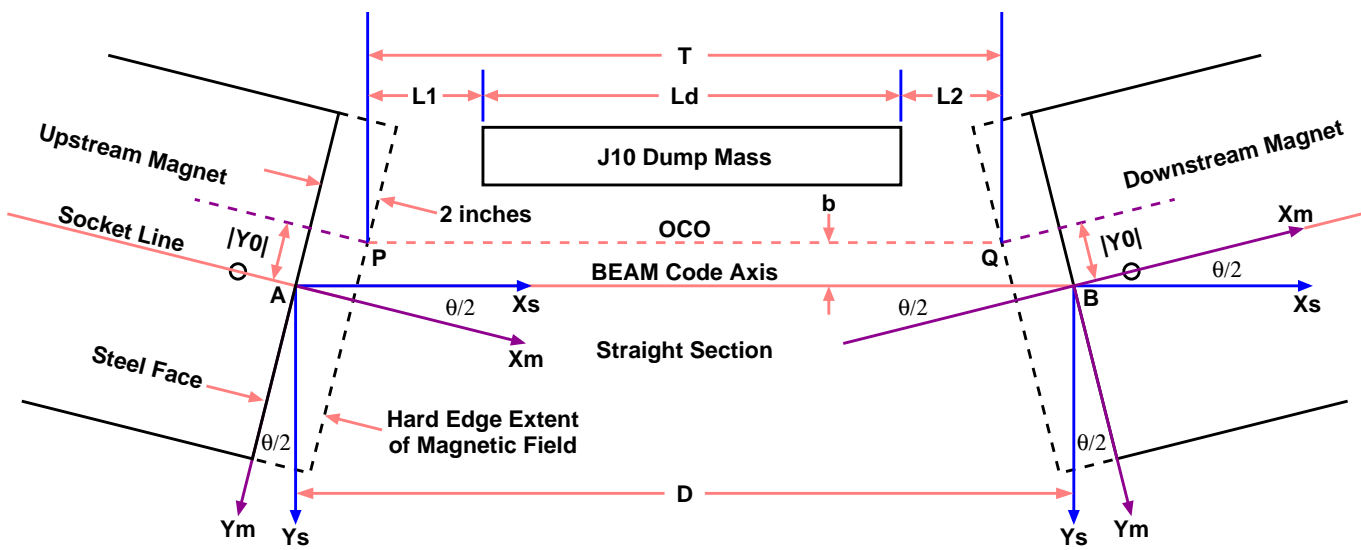 T
L1
Ld
L2
J10 Dump Mass
Upstream Magnet
Downstream Magnet
2 inches
b
Socket Line
|Y0|
OCO
|Y0|
Xm
P
Q
BEAM Code Axis
θ/2
A
B
Xs
Xs
θ/2
θ/2
Xm
Straight Section
Steel Face
Hard Edge Extent
of Magnetic Field
θ/2
θ/2
D
Ym
Ys
Ys
Ym